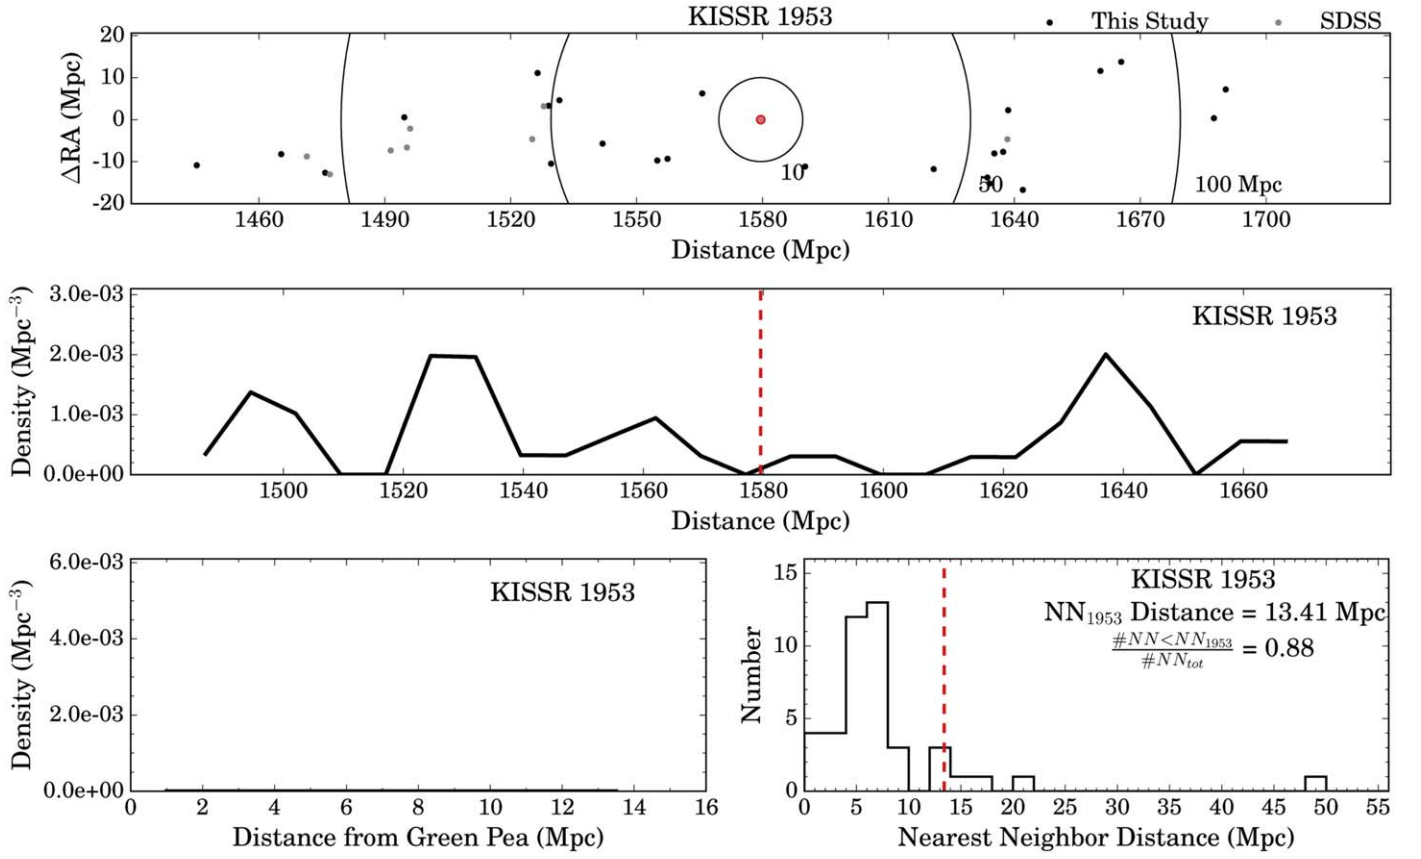 KISSR 1953
This Study
SDSS
20
10
0
-10
-20
△RA (Mpc)
10
50
100 Mpc
1460 1490 1520 1550 1580 1610 1640 1670 1700
Distance (Mpc)
3.0e-03
2.0e-03
1.0e-03
0.0e+00
Density (Mpc⁻³)
KISSR 1953
1500 1520 1540 1560 1580 1600 1620 1640 1660
Distance (Mpc)
6.0e-03
4.0e-03
2.0e-03
0.0e+00
Density (Mpc⁻³)
KISSR 1953
0 2 4 6 8 10 12 14 16
Distance from Green Pea (Mpc)
15
10
5
0
Number
KISSR 1953
NN₁₉₅₃ Distance = 13.41 Mpc
#NN<NN₁₉₅₃
#NNₜₒₜ
= 0.88
0 5 10 15 20 25 30 35 40 45 50 55
Nearest Neighbor Distance (Mpc)